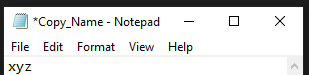 *Copy_Name - Notepad
File Edit Format View Help
xyz